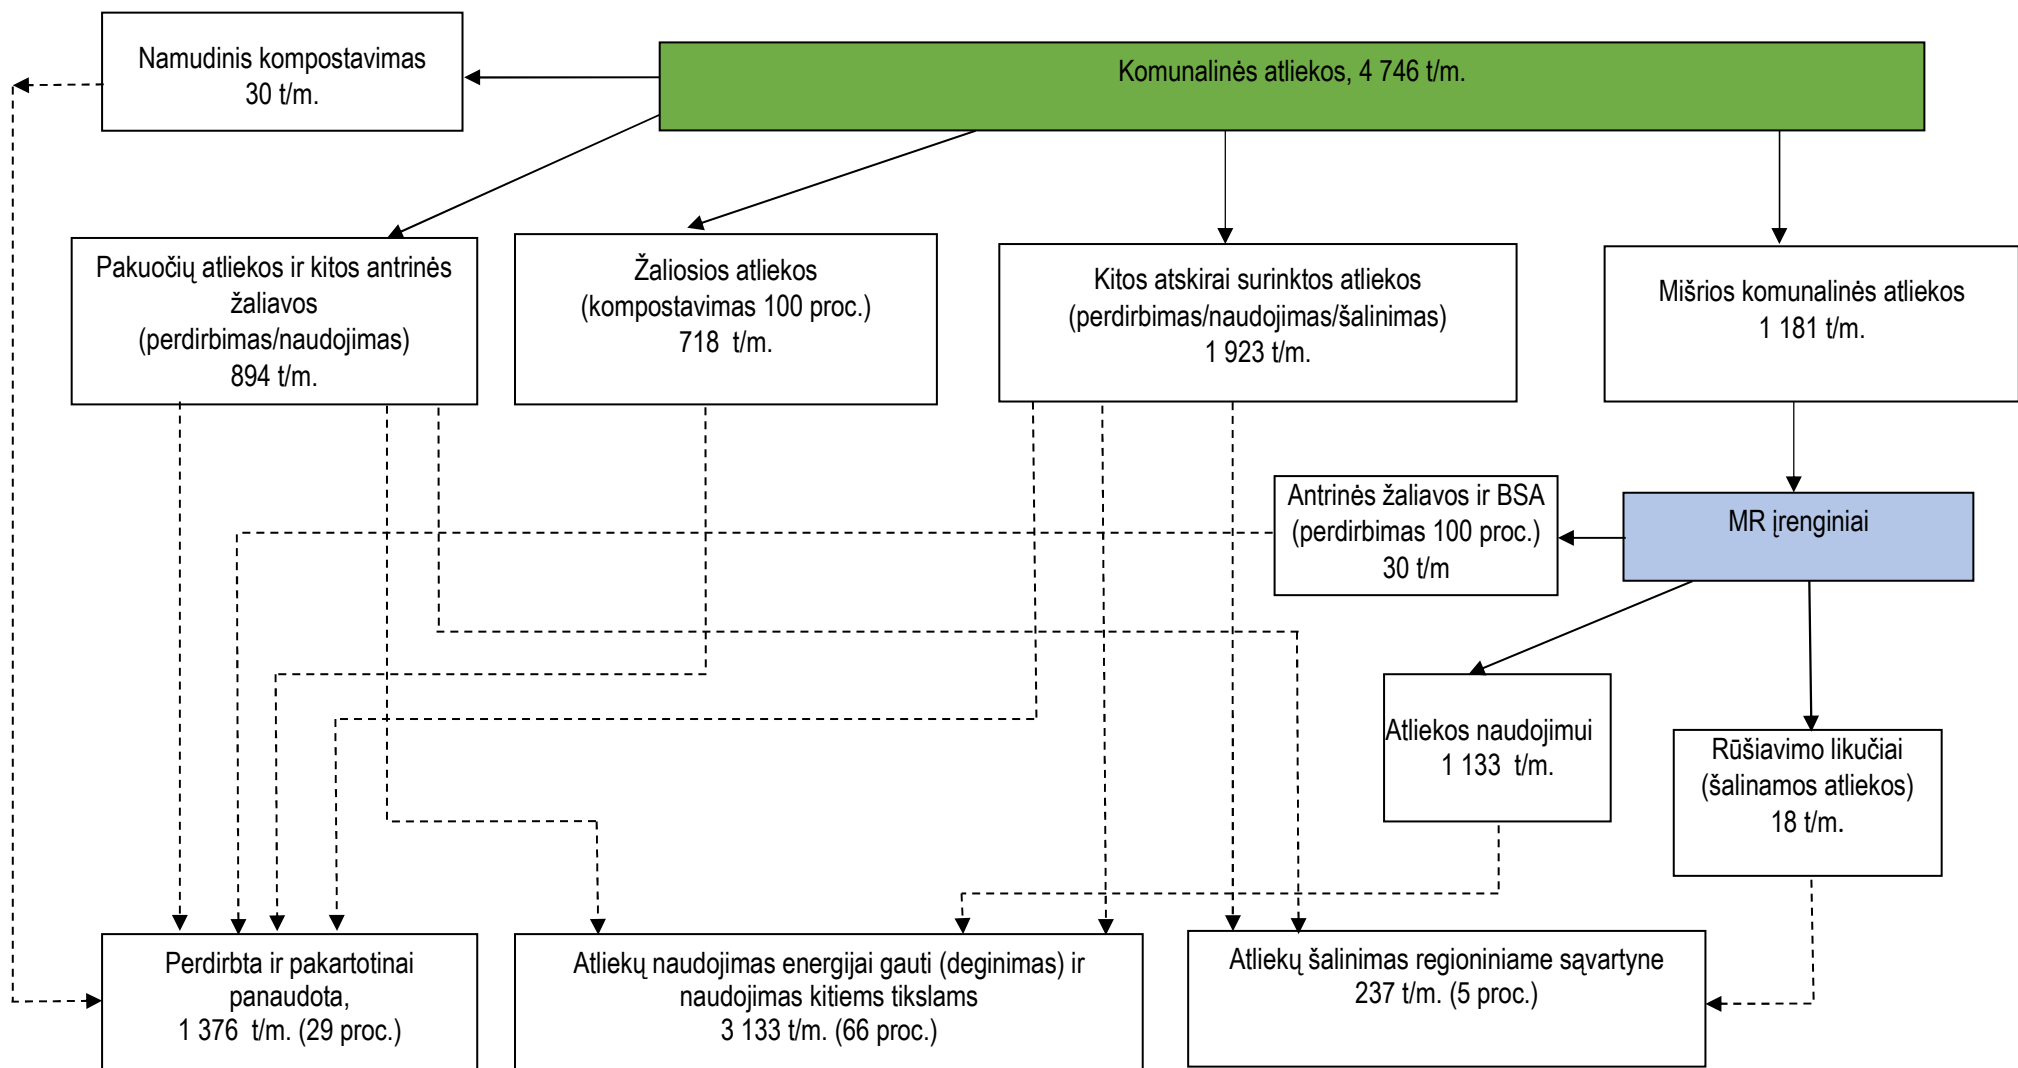 Namudinis kompostavimas
30 t/m.
Komunalinės atliekos, 4 746 t/m.
Pakuočių atliekos ir kitos antrinės
žaliavos
(perdirbimas/naudojimas)
894 t/m.
Žaliosios atliekos
(kompostavimas 100 proc.)
718 t/m.
Kitos atskirai surinktos atliekos
(perdirbimas/naudojimas/šalinimas)
1 923 t/m.
Mišrios komunalinės atliekos
1 181 t/m.
Antrinės žaliavos ir BSA
(perdirbimas 100 proc.)
30 t/m
MR įrenginiai
Atliekos naudojimui
1 133 t/m.
Rūšiavimo likučiai
(šalinamos atliekos)
18 t/m.
Perdirbta ir pakartotinai
panaudota,
1 376 t/m. (29 proc.)
Atliekų naudojimas energijai gauti (deginimas) ir
naudojimas kitiems tikslams
3 133 t/m. (66 proc.)
Atliekų šalinimas regioniniame sąvartyne
237 t/m. (5 proc.)